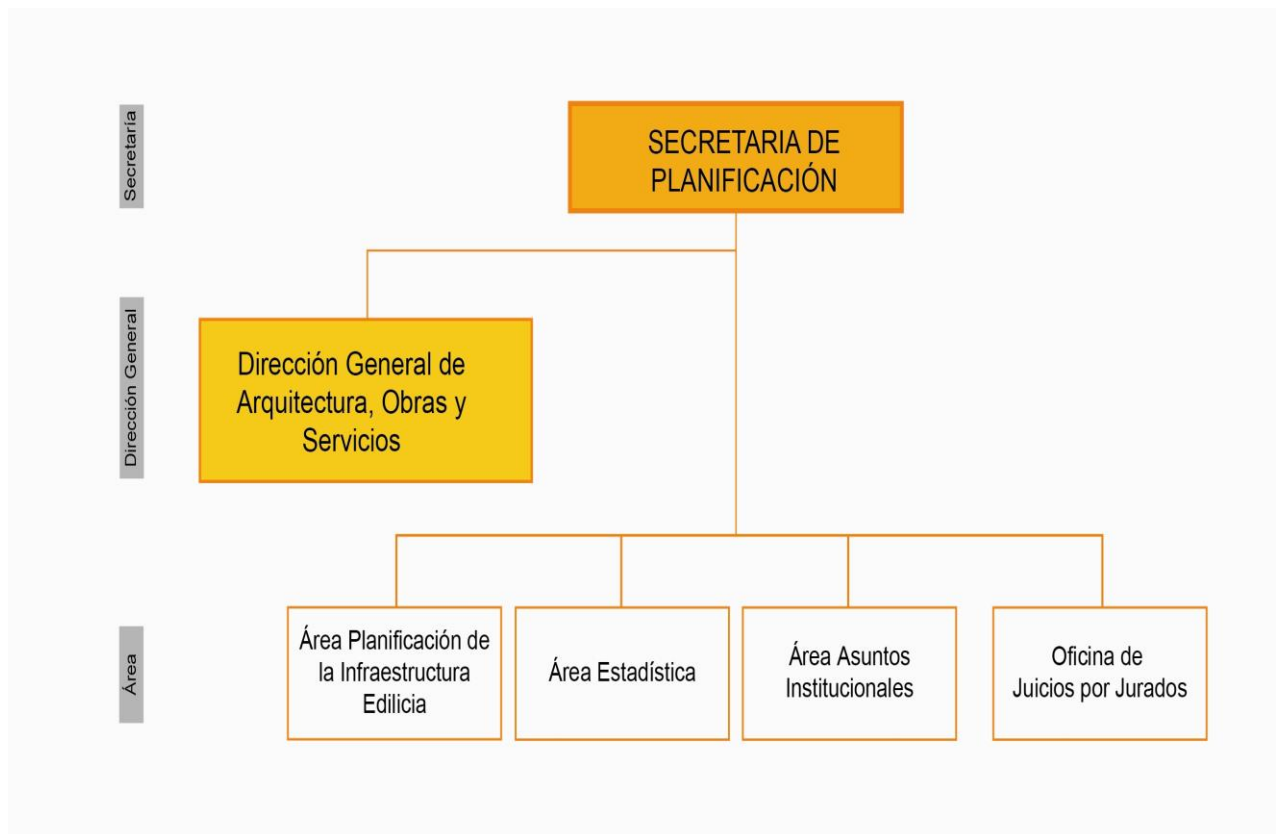 Secretaría
SECRETARIA DE
PLANIFICACIÓN
Dirección General
Dirección General de
Arquitectura, Obras y
Servicios
Área
Área Planificación de
la Infraestructura
Edilicia
Área Estadística
Área Asuntos
Institucionales
Oficina de
Juicios por Jurados